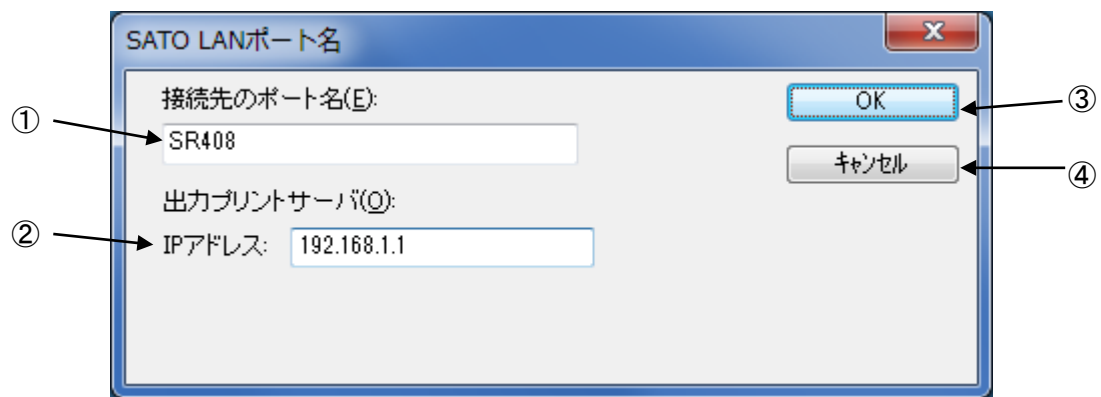 SATO LANポート名
接続先のポート名(E):
OK
③
①
SR408
キャンセル
④
出力プリントサーバ(O):
②
IPアドレス:
192.168.1.1